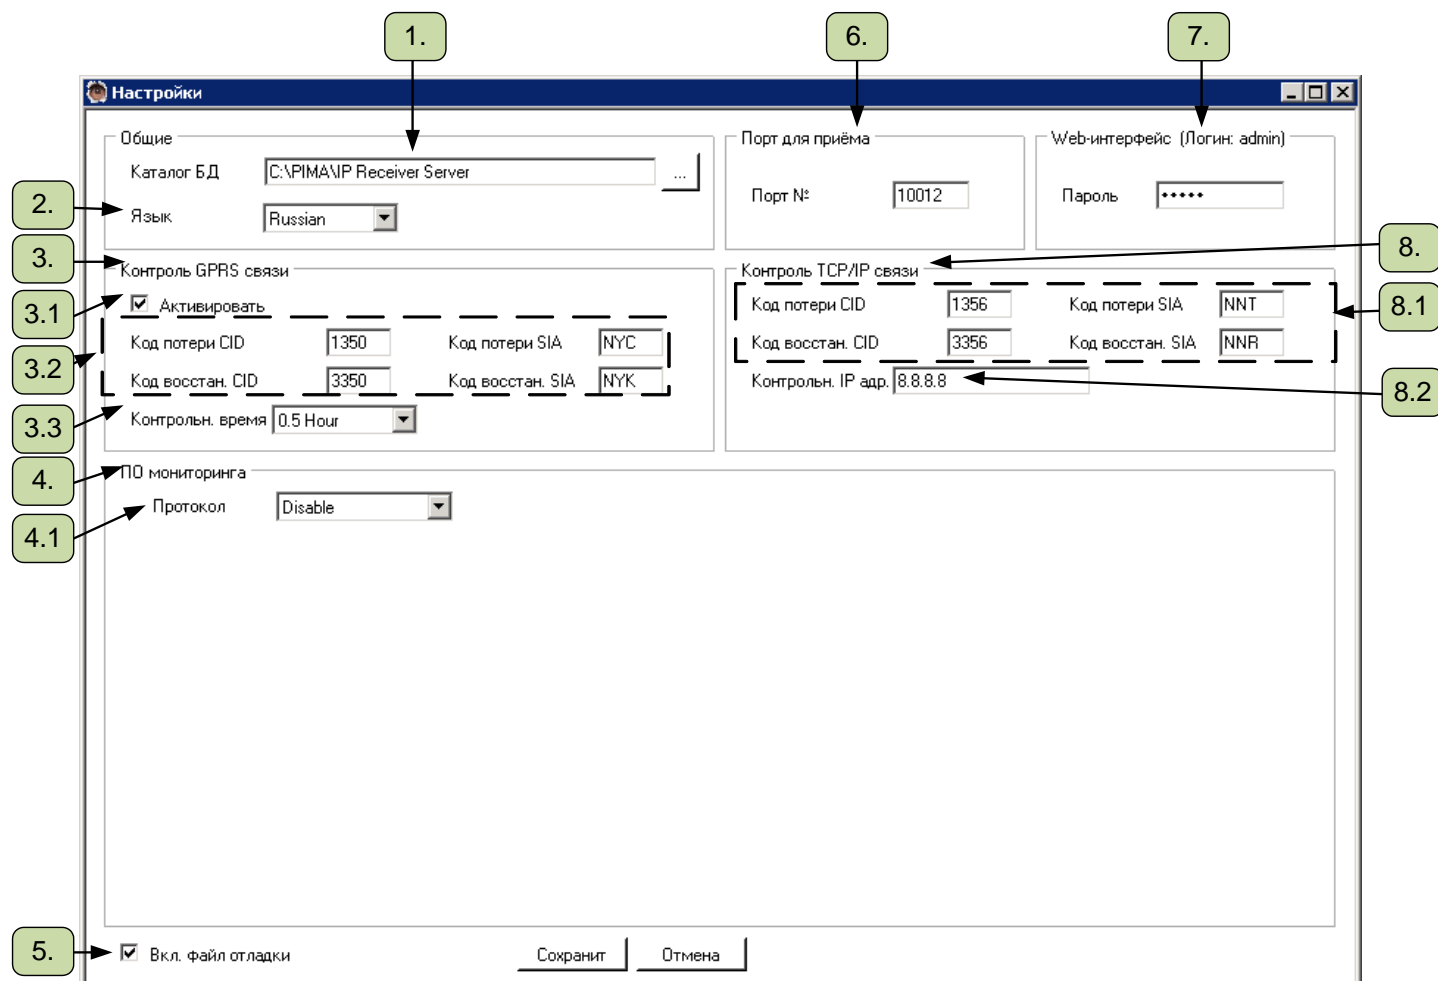 1.
6.
7.
Настройки
Общие
Порт для приёма
Web-интерфейс (Логин: admin)
Каталог БД
C:\PIMA\IP Receiver Server
...
Порт №
10012
Пароль
•••••
2.
Язык
Russian
3.
Контроль GPRS связи
Контроль TCP/IP связи
8.
3.1
Активировать
Код потери CID
1356
Код потери SIA
NNT
8.1
3.2
Код потери CID
1350
Код потери SIA
NYC
Код восстан. CID
3356
Код восстан. SIA
NNR
Код восстан. CID
3350
Код восстан. SIA
NYK
Контрольн. IP адр.
8.8.8.8
8.2
3.3
Контрольн. время
0.5 Hour
4.
ПО мониторинга
4.1
Протокол
Disable
5.
Вкл. файл отладки
Сохранит
Отмена